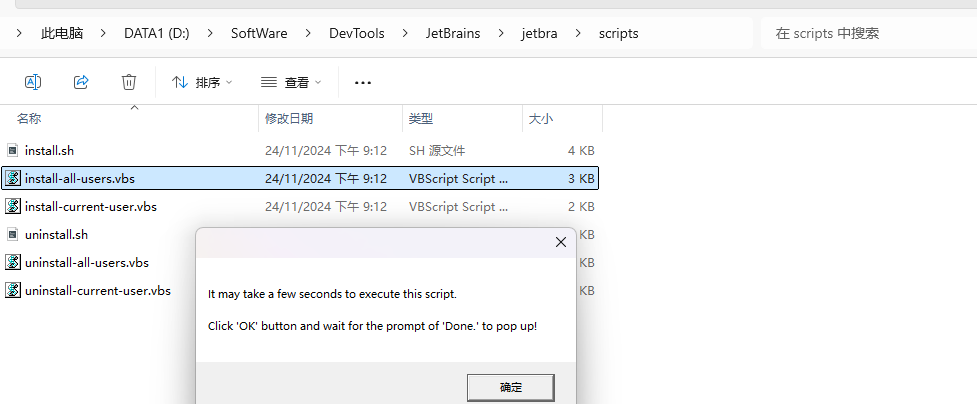 此电脑 DATA1 (D:) SoftWare DevTools JetBrains jetbra scripts 在 scripts 中搜索
排序 查看
名称 修改日期 类型 大小
install.sh 24/11/2024 下午 9:12 SH 源文件 4 KB
install-all-users.vbs 24/11/2024 下午 9:12 VBScript Script ... 3 KB
install-current-user.vbs 24/11/2024 下午 9:12 VBScript Script ... 2 KB
uninstall.sh KB
uninstall-all-users.vbs KB
uninstall-current-user.vbs KB
It may take a few seconds to execute this script.
Click 'OK' button and wait for the prompt of 'Done.' to pop up!
确定